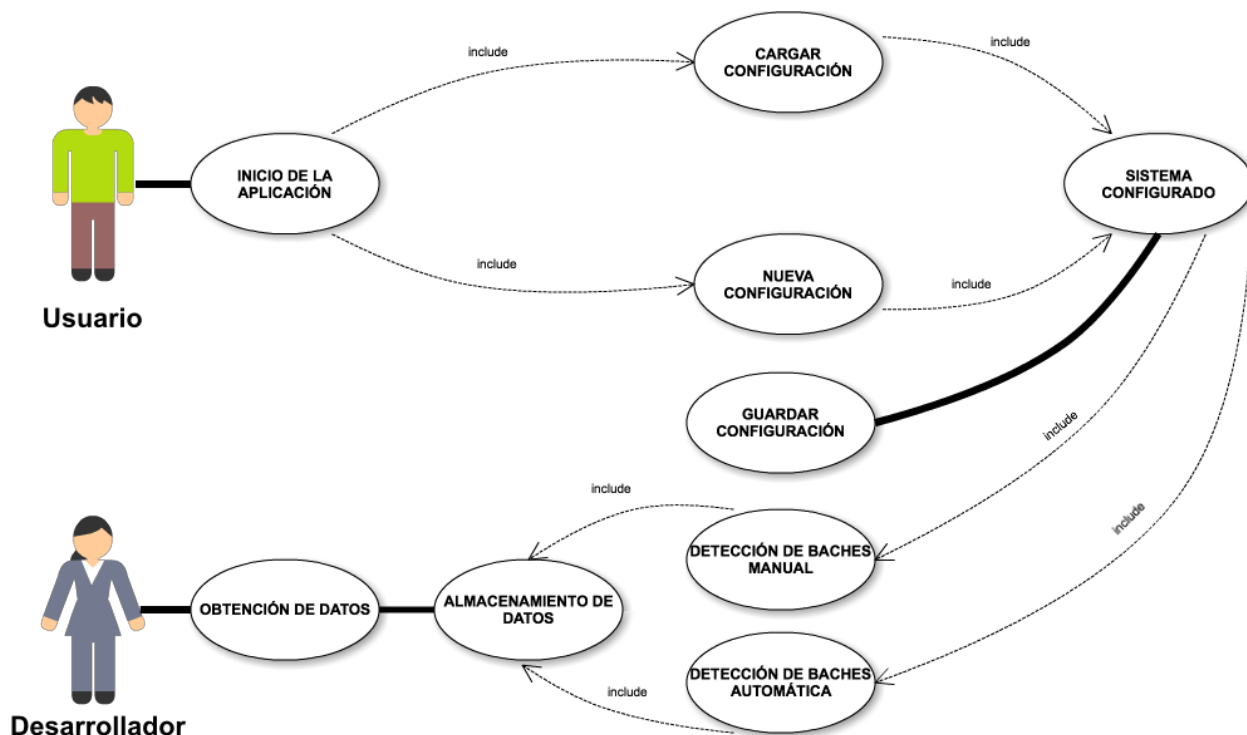 include
CARGAR
CONFIGURACIÓN
include
INICIO DE LA
APLICACIÓN
SISTEMA
CONFIGURADO
include
NUEVA
CONFIGURACIÓN
include
Usuario
GUARDAR
CONFIGURACIÓN
include
include
include
DETECCIÓN DE BACHES
MANUAL
OBTENCIÓN DE DATOS
ALMACENAMIENTO DE
DATOS
DETECCIÓN DE BACHES
AUTOMÁTICA
include
Desarrollador